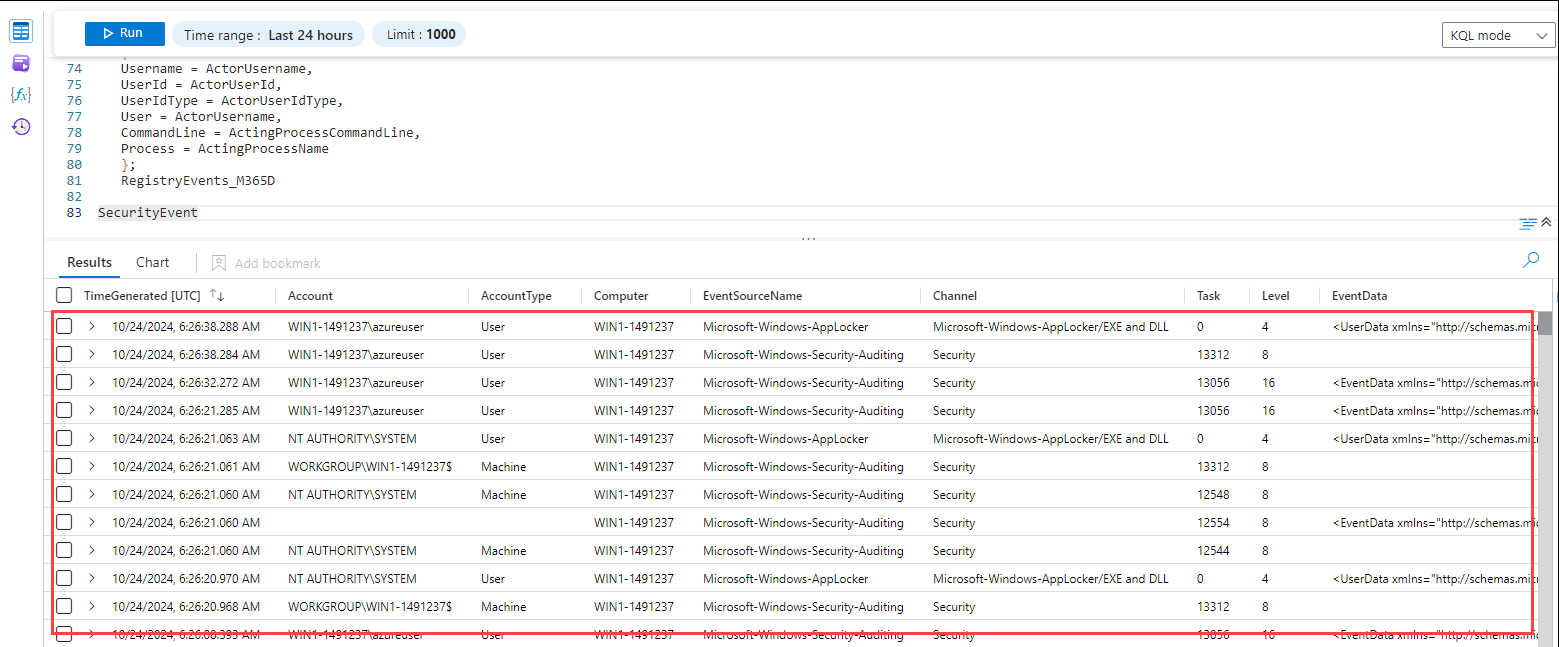 Run Time range : Last 24 hours Limit : 1000 KQL mode
{fx}
74 Username = ActorUsername,
75 UserId = ActorUserId,
76 UserIdType = ActorUserIdType,
77 User = ActorUsername,
78 CommandLine = ActingProcessCommandLine,
79 Process = ActingProcessName
80 };
81 RegistryEvents_M365D
82
83 SecurityEvent
...
Results Chart Add bookmark
TimeGenerated [UTC] ↑↓ Account AccountType Computer EventSourceName Channel Task Level EventData
10/24/2024, 6:26:38.288 AM WIN1-1491237\azureuser User WIN1-1491237 Microsoft-Windows-AppLocker Microsoft-Windows-AppLocker/EXE and DLL 0 4 <UserData xmlns="http://schemas.mic
10/24/2024, 6:26:38.284 AM WIN1-1491237\azureuser User WIN1-1491237 Microsoft-Windows-Security-Auditing Security 13312 8
10/24/2024, 6:26:32.272 AM WIN1-1491237\azureuser User WIN1-1491237 Microsoft-Windows-Security-Auditing Security 13056 16 <EventData xmlns="http://schemas.mi
10/24/2024, 6:26:21.285 AM WIN1-1491237\azureuser User WIN1-1491237 Microsoft-Windows-Security-Auditing Security 13056 16 <EventData xmlns="http://schemas.mi
10/24/2024, 6:26:21.063 AM NT AUTHORITY\SYSTEM User WIN1-1491237 Microsoft-Windows-AppLocker Microsoft-Windows-AppLocker/EXE and DLL 0 4 <UserData xmlns="http://schemas.mic
10/24/2024, 6:26:21.061 AM WORKGROUP\WIN1-1491237$ Machine WIN1-1491237 Microsoft-Windows-Security-Auditing Security 13312 8
10/24/2024, 6:26:21.060 AM NT AUTHORITY\SYSTEM Machine WIN1-1491237 Microsoft-Windows-Security-Auditing Security 12548 8
10/24/2024, 6:26:21.060 AM WIN1-1491237 Microsoft-Windows-Security-Auditing Security 12554 8 <EventData xmlns="http://schemas.mi
10/24/2024, 6:26:21.060 AM NT AUTHORITY\SYSTEM Machine WIN1-1491237 Microsoft-Windows-Security-Auditing Security 12544 8
10/24/2024, 6:26:20.970 AM NT AUTHORITY\SYSTEM User WIN1-1491237 Microsoft-Windows-AppLocker Microsoft-Windows-AppLocker/EXE and DLL 0 4 <UserData xmlns="http://schemas.mic
10/24/2024, 6:26:20.968 AM WORKGROUP\WIN1-1491237$ Machine WIN1-1491237 Microsoft-Windows-Security-Auditing Security 13312 8
10/24/2024, 6:26:08.393 AM WIN1-1491237\azureuser User WIN1-1491237 Microsoft-Windows-Security-Auditing Security 13056 16 <EventData xmlns="http://schemas.mi